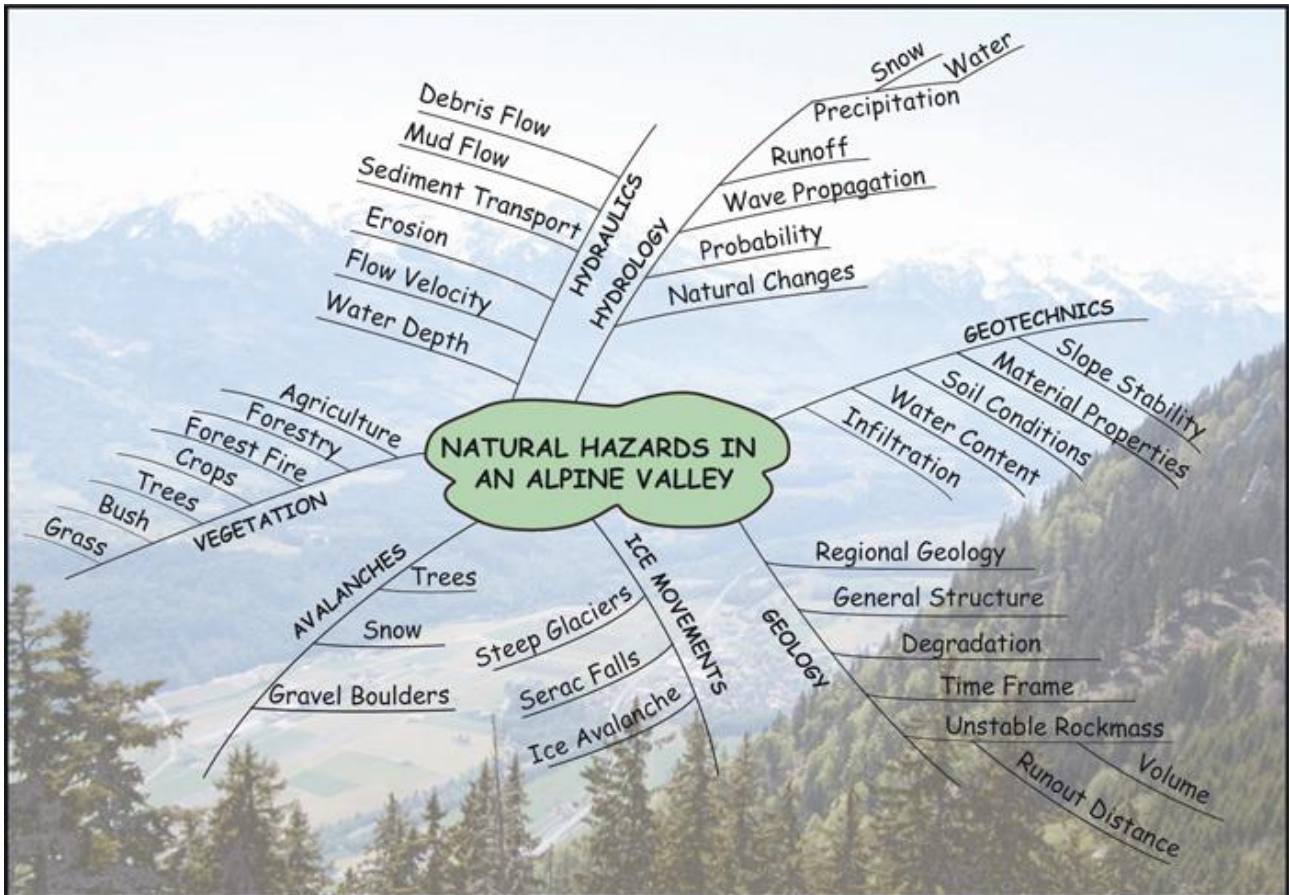 NATURAL HAZARDS IN
AN ALPINE VALLEY
HYDRAULICS
Debris Flow
Mud Flow
Sediment Transport
Erosion
Flow Velocity
Water Depth
HYDROLOGY
Snow
Water
Precipitation
Runoff
Wave Propagation
Probability
Natural Changes
GEOTECHNICS
Slope Stability
Material Properties
Soil Conditions
Water Content
Infiltration
GEOLOGY
Regional Geology
General Structure
Degradation
Time Frame
Unstable Rockmass
Volume
Runout Distance
ICE MOVEMENTS
Steep Glaciers
Serac Falls
Ice Avalanche
AVALANCHES
Trees
Snow
Gravel Boulders
VEGETATION
Agriculture
Forestry
Forest Fire
Crops
Trees
Bush
Grass